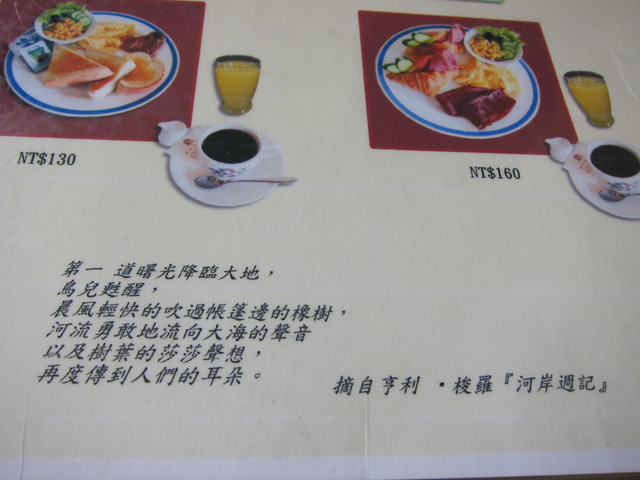 NT$130
NT$160
第一 道曙光降臨大地，
鳥兒甦醒，
晨風輕快的吹過帳篷邊的橡樹，
河流勇敢地流向大海的聲音
以及樹葉的莎莎聲想，
再度傳到人們的耳朵。
摘自亨利 ·梭羅『河岸週記』